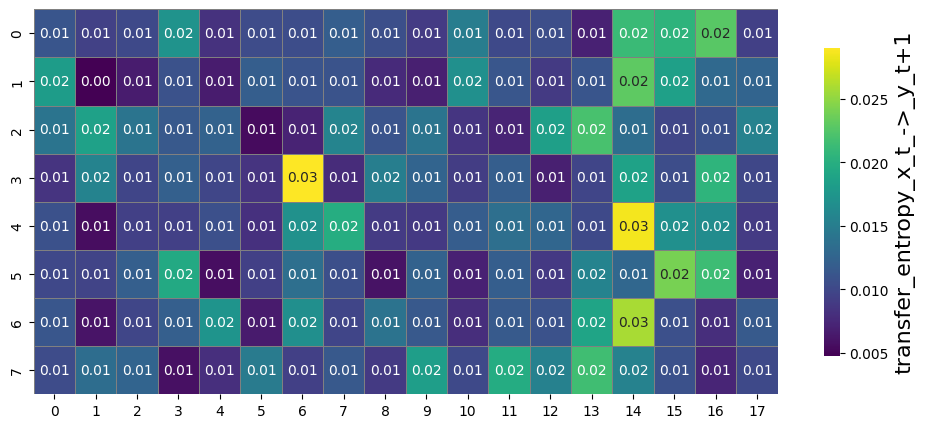 0 0.01 0.01 0.01 0.02 0.01 0.01 0.01 0.01 0.01 0.01 0.01 0.01 0.01 0.01 0.02 0.02 0.02 0.01
1 0.02 0.00 0.01 0.01 0.01 0.01 0.01 0.01 0.01 0.01 0.02 0.01 0.01 0.01 0.02 0.02 0.01 0.01
2 0.01 0.02 0.01 0.01 0.01 0.01 0.01 0.02 0.01 0.01 0.01 0.01 0.02 0.02 0.01 0.01 0.01 0.02
3 0.01 0.02 0.01 0.01 0.01 0.01 0.03 0.01 0.02 0.01 0.01 0.01 0.01 0.01 0.02 0.01 0.02 0.01
4 0.01 0.01 0.01 0.01 0.01 0.01 0.02 0.02 0.01 0.01 0.01 0.01 0.01 0.01 0.03 0.02 0.02 0.01
5 0.01 0.01 0.01 0.02 0.01 0.01 0.01 0.01 0.01 0.01 0.01 0.01 0.01 0.02 0.01 0.02 0.02 0.01
6 0.01 0.01 0.01 0.01 0.02 0.01 0.02 0.01 0.01 0.01 0.01 0.01 0.01 0.02 0.03 0.01 0.01 0.01
7 0.01 0.01 0.01 0.01 0.01 0.01 0.01 0.01 0.01 0.02 0.01 0.02 0.02 0.02 0.02 0.01 0.01 0.01
0 1 2 3 4 5 6 7 8 9 10 11 12 13 14 15 16 17
0.025
0.020
0.015
0.010
0.005
transfer_entropy_x_t_->_y_t+1